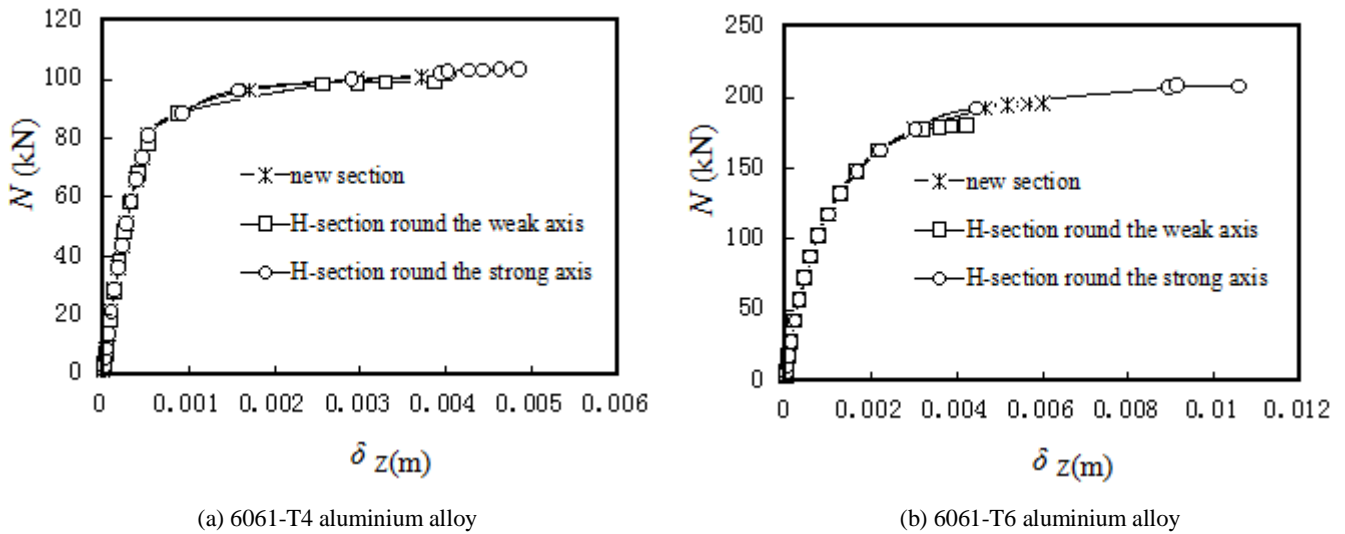 120
100
80
60
40
20
0
N (kN)
new section
H-section round the weak axis
H-section round the strong axis
0 0.001 0.002 0.003 0.004 0.005 0.006
δ z(m)
(a) 6061-T4 aluminium alloy
250
200
150
100
50
0
N (kN)
new section
H-section round the weak axis
H-section round the strong axis
0 0.002 0.004 0.006 0.008 0.01 0.012
δ z(m)
(b) 6061-T6 aluminium alloy